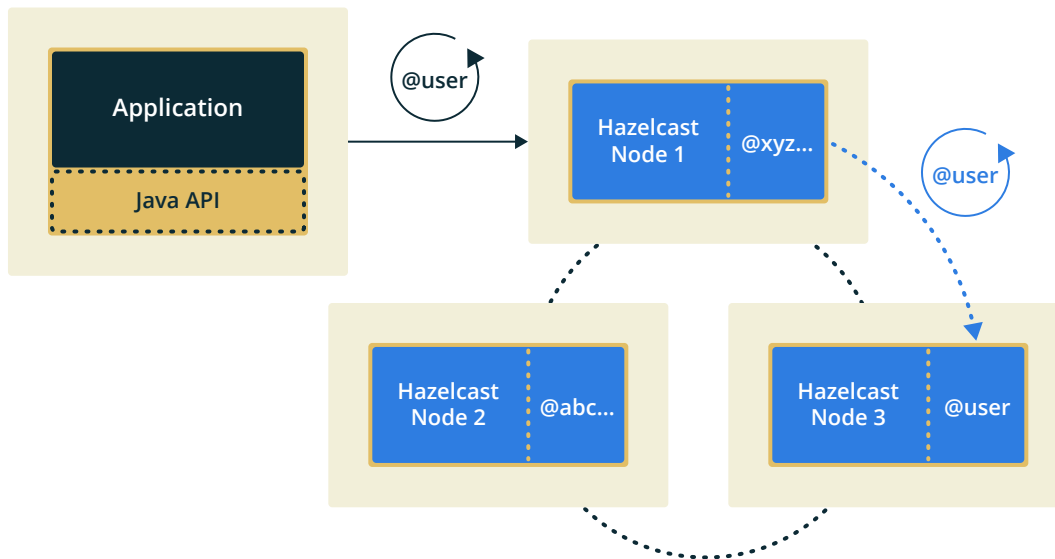 Application
Java API
@user
Hazelcast
Node 1
@xyz...
@user
Hazelcast
Node 2
@abc...
Hazelcast
Node 3
@user